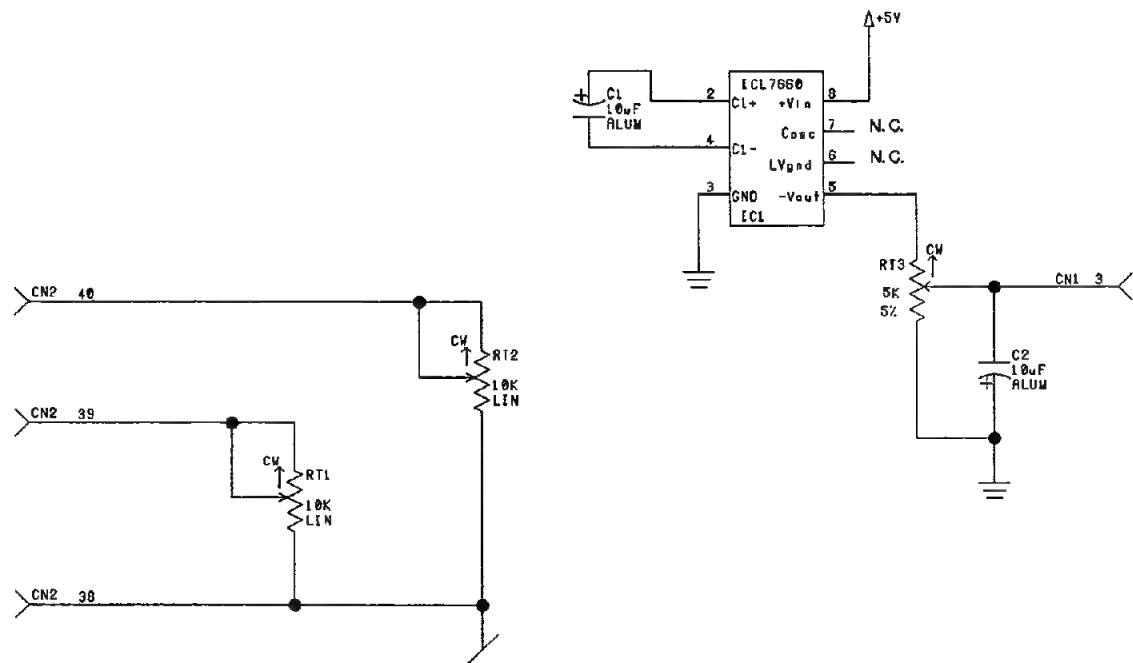 +5V
ICL7660
2 C1+ +Vin 8
+ C1
10uF
ALUM
Cosc 7 N.C.
4 C1-
LVgnd 6 N.C.
3 GND -Vout 5
IC1
CW
RT3
5K
5%
CN1 3
CN2 40
CW
RT2
10K
LIN
C2
10uF
ALUM
+
CN2 39
CW
RT1
10K
LIN
CN2 38